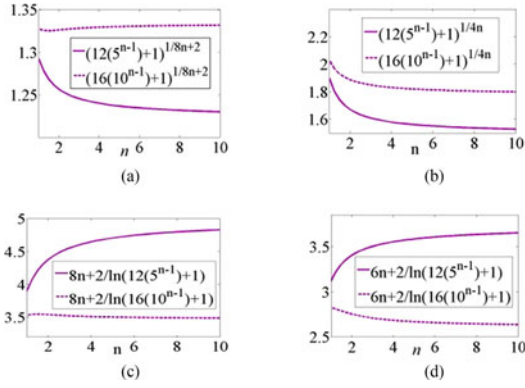 1.35
1.3
1.25
(12(5^{n-1})+1)^{1/8n+2}
(16(10^{n-1})+1)^{1/8n+2}
2 4 6 8 10
n
(a)
2.2
2
1.8
1.6
(12(5^{n-1})+1)^{1/4n}
(16(10^{n-1})+1)^{1/4n}
2 4 6 8 10
n
(b)
5
4.5
4
3.5
8n+2/ln(12(5^{n-1})+1)
8n+2/ln(16(10^{n-1})+1)
2 4 6 8 10
n
(c)
3.5
3
2.5
6n+2/ln(12(5^{n-1})+1)
6n+2/ln(16(10^{n-1})+1)
2 4 6 8 10
n
(d)